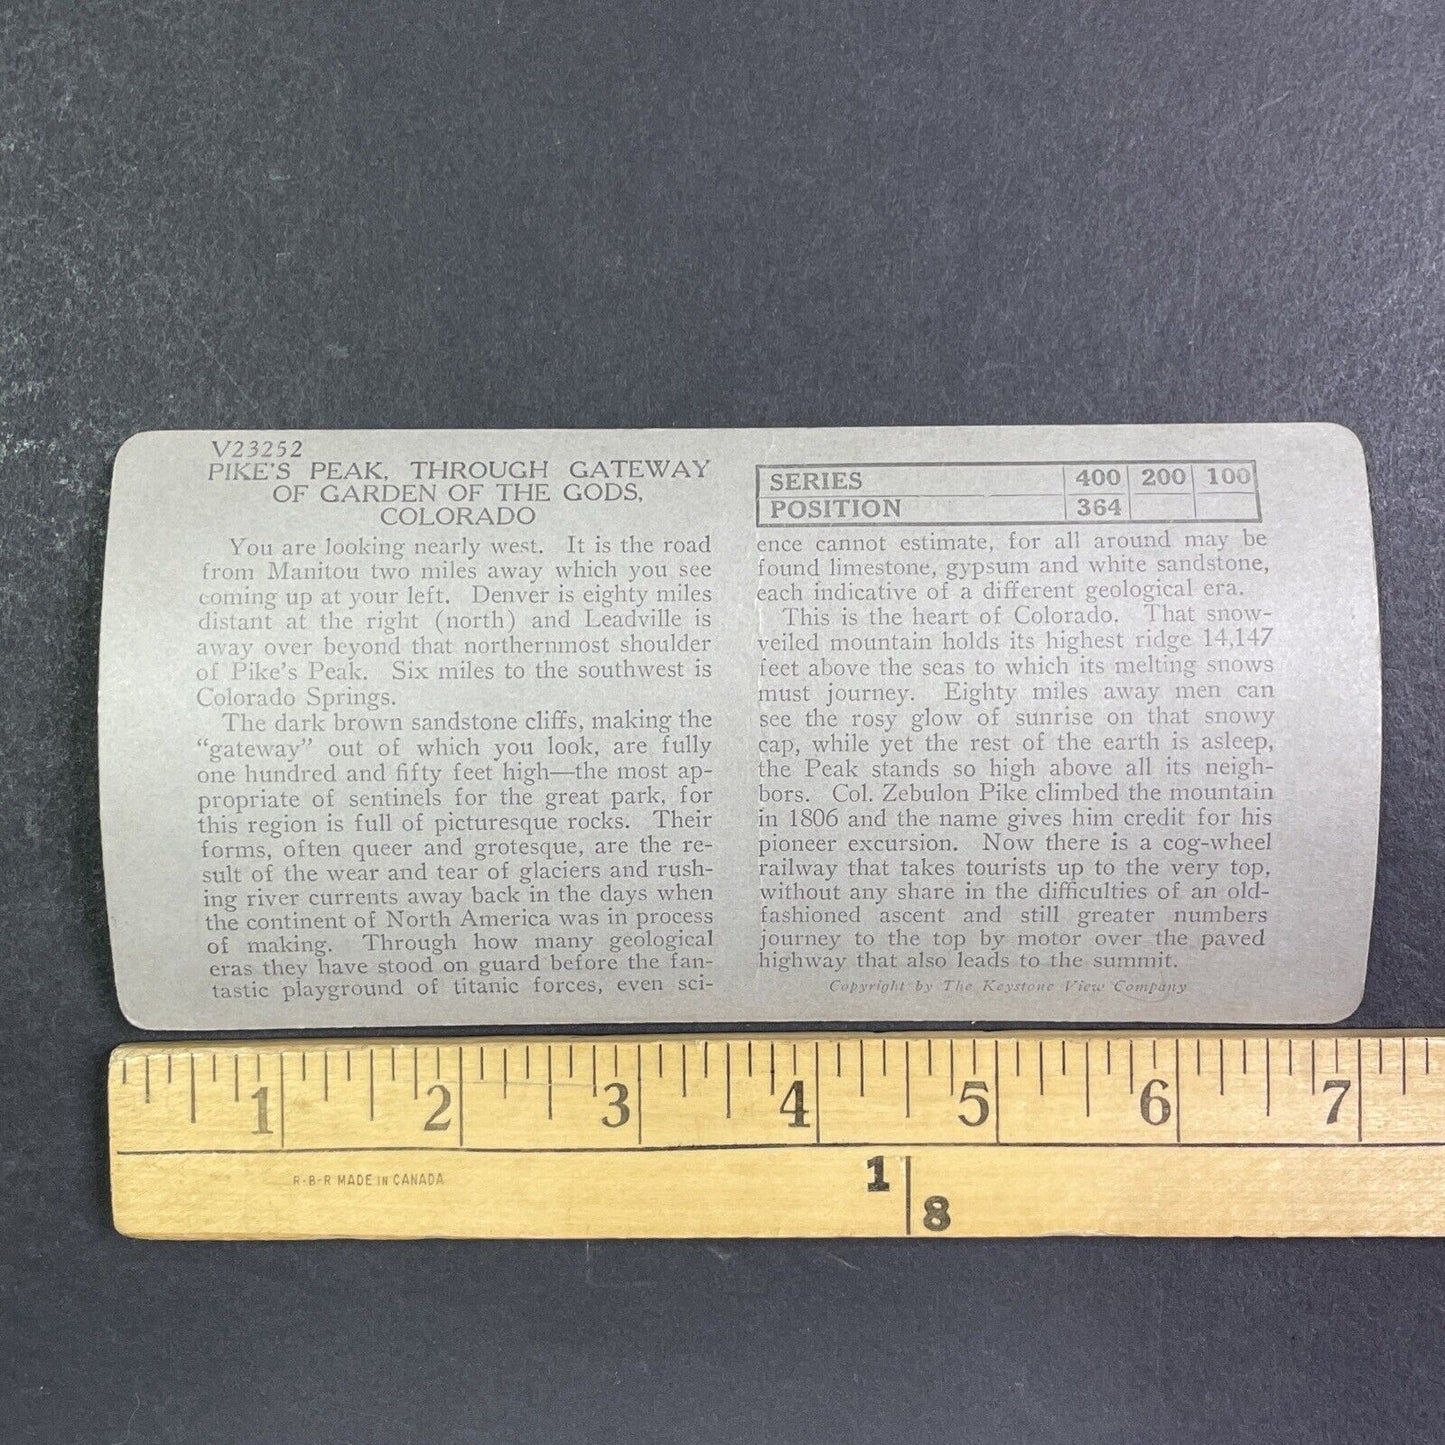 V23252
PIKE'S PEAK, THROUGH GATEWAY
OF GARDEN OF THE GODS,
COLORADO
You are looking nearly west. It is the road
from Manitou two miles away which you see
coming up at your left. Denver is eighty miles
distant at the right (north) and Leadville is
away over beyond that northernmost shoulder
of Pike's Peak. Six miles to the southwest is
Colorado Springs.
The dark brown sandstone cliffs, making the
"gateway" out of which you look, are fully
one hundred and fifty feet high—the most ap-
propriate of sentinels for the great park, for
this region is full of picturesque rocks. Their
forms, often queer and grotesque, are the re-
sult of the wear and tear of glaciers and rush-
ing river currents away back in the days when
the continent of North America was in process
of making. Through how many geological
eras they have stood on guard before the fan-
tastic playground of titanic forces, even sci-
SERIES 400 200 100
POSITION 364
ence cannot estimate, for all around may be
found limestone, gypsum and white sandstone,
each indicative of a different geological era.
This is the heart of Colorado. That snow-
veiled mountain holds its highest ridge 14,147
feet above the seas to which its melting snows
must journey. Eighty miles away men can
see the rosy glow of sunrise on that snowy
cap, while yet the rest of the earth is asleep,
the Peak stands so high above all its neigh-
bors. Col. Zebulon Pike climbed the mountain
in 1806 and the name gives him credit for his
pioneer excursion. Now there is a cog-wheel
railway that takes tourists up to the very top,
without any share in the difficulties of an old-
fashioned ascent and still greater numbers
journey to the top by motor over the paved
highway that also leads to the summit.
Copyright by The Keystone View Company
1 2 3 4 5 6 7
R-B-R MADE IN CANADA
1 8